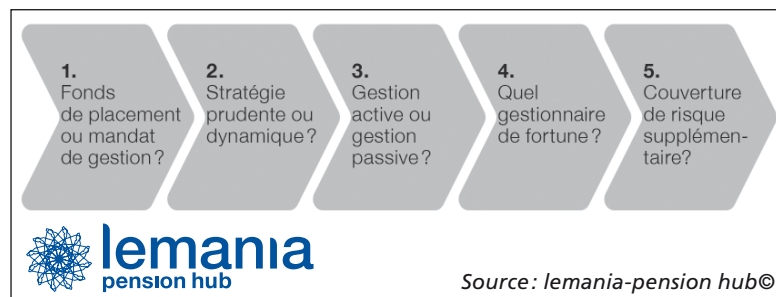 1.
Fonds
de placement
ou mandat
de gestion ?
2.
Stratégie
prudente ou
dynamique ?
3.
Gestion
active ou
gestion
passive ?
4.
Quel
gestionnaire
de fortune ?
5.
Couverture
de risque
supplémen-
taire?
lemania
pension hub
Source : lemania-pension hub©